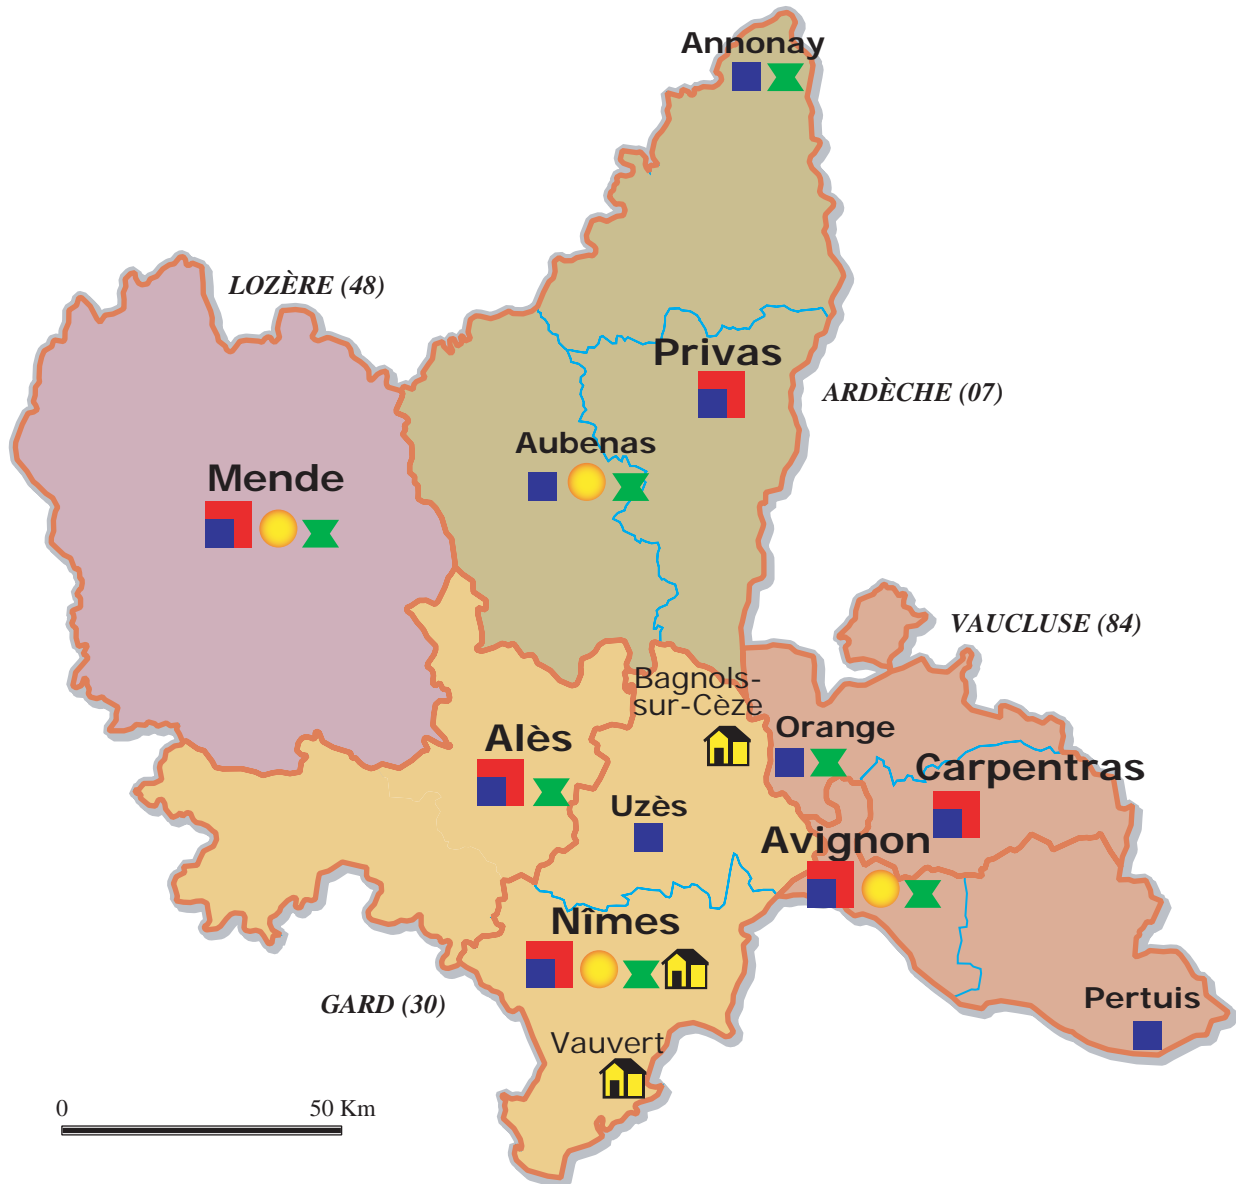 Annonay
LOZÈRE (48)
Privas
ARDÈCHE (07)
Aubenas
Mende
VAUCLUSE (84)
Bagnols-
sur-Cèze
Orange
Alès
Carpentras
Uzès
Avignon
Nîmes
Pertuis
GARD (30)
Vauvert
0 50 Km